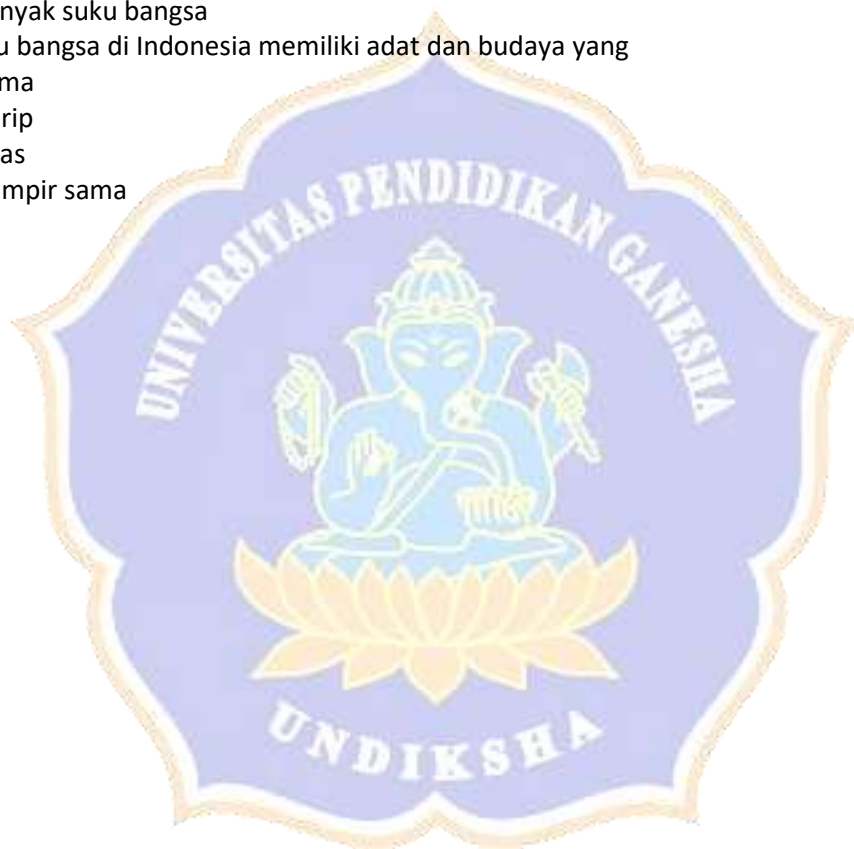 nyak suku bangsa
u bangsa di Indonesia memiliki adat dan budaya yang
ma
rip
as
mpir sama
UNIVERSITAS PENDIDIKAN GANESHA
UNDIKSHA